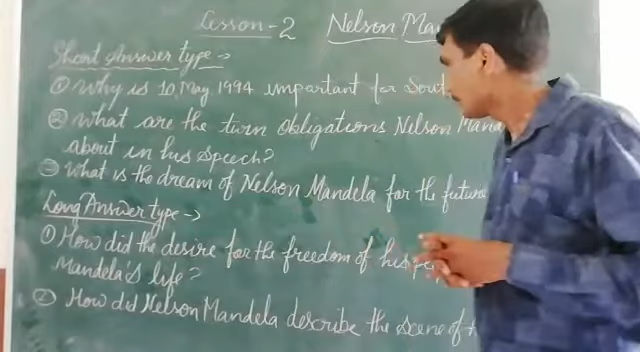 Lesson-2 Nelson Man
Short Answer type →
① Why is 10, May 1994 important for Sout
② What are the twin Obligations Nelson Mand
about in his speech?
③ What is the dream of Nelson Mandela for the future
Long Answer type →
① How did the desire for the freedom of his pe
Mandela's life?
② How did Nelson Mandela describe the scene of